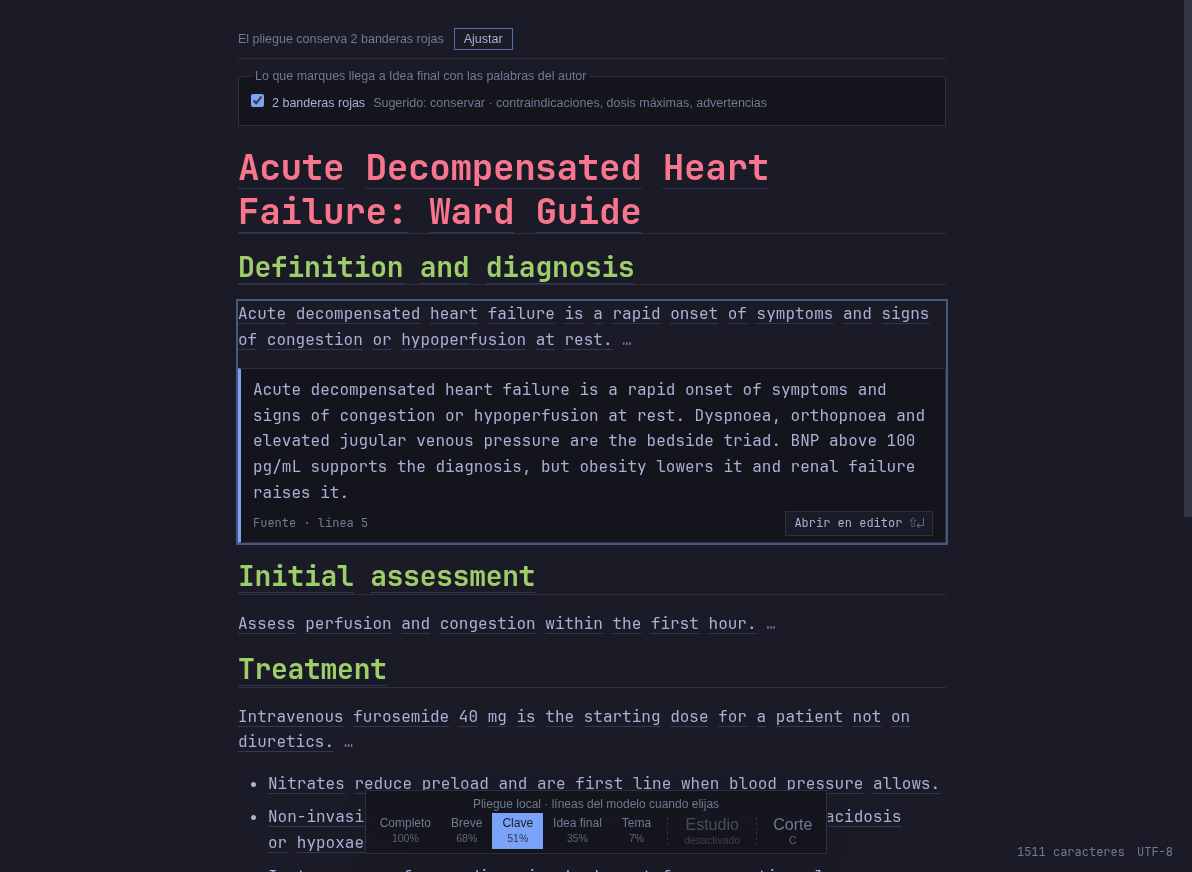 El pliegue conserva 2 banderas rojas Ajustar
Lo que marques llega a Idea final con las palabras del autor
2 banderas rojas Sugerido: conservar · contraindicaciones, dosis máximas, advertencias
Acute Decompensated Heart
Failure: Ward Guide
Definition and diagnosis
Acute decompensated heart failure is a rapid onset of symptoms and signs
of congestion or hypoperfusion at rest. …
Acute decompensated heart failure is a rapid onset of symptoms and
signs of congestion or hypoperfusion at rest. Dyspnoea, orthopnoea and
elevated jugular venous pressure are the bedside triad. BNP above 100
pg/mL supports the diagnosis, but obesity lowers it and renal failure
raises it.
Fuente · línea 5 Abrir en editor ⇧↵
Initial assessment
Assess perfusion and congestion within the first hour. …
Treatment
Intravenous furosemide 40 mg is the starting dose for a patient not on
diuretics. …
• Nitrates reduce preload and are first line when blood pressure allows.
• Non-invasi acidosis
or hypoxae
Pliegue local · líneas del modelo cuando elijas
Completo Breve Clave Idea final Tema Estudio Corte
100% 68% 51% 35% 7% desactivado C
1511 caracteres UTF-8